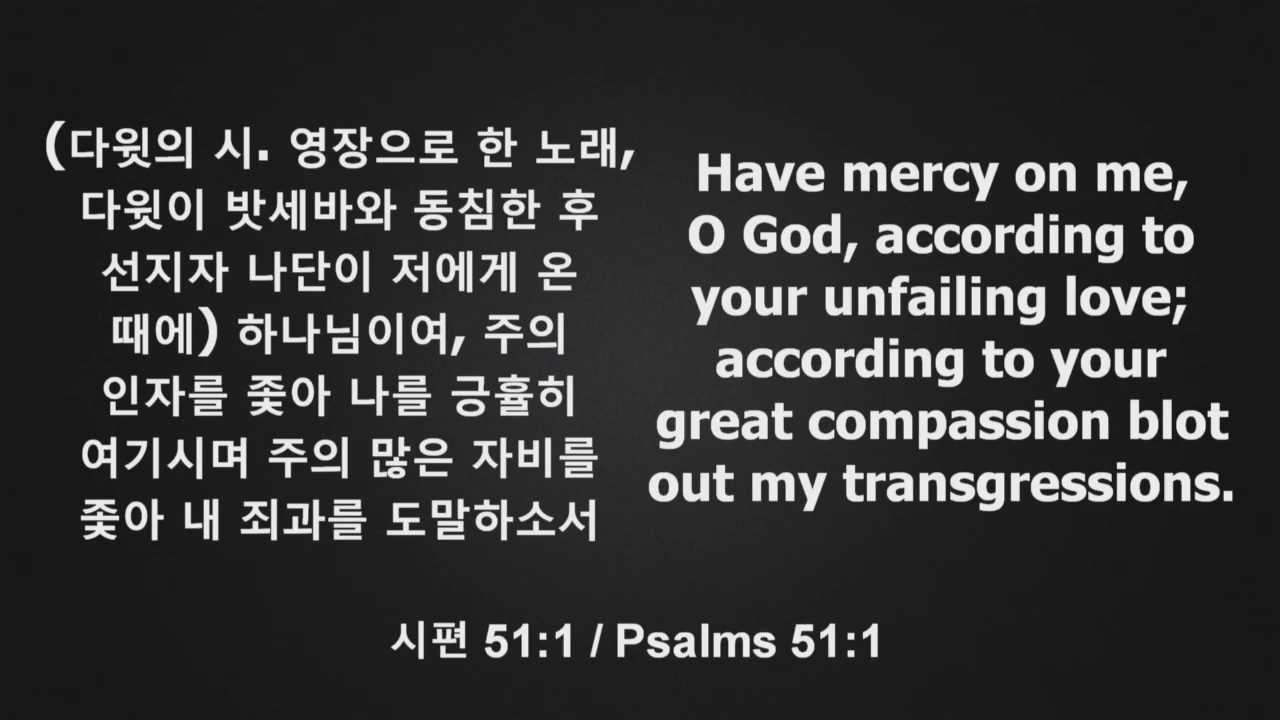 (다윗의 시. 영장으로 한 노래,
다윗이 밧세바와 동침한 후
선지자 나단이 저에게 온
때에) 하나님이여, 주의
인자를 좇아 나를 긍휼히
여기시며 주의 많은 자비를
좇아 내 죄과를 도말하소서
Have mercy on me,
O God, according to
your unfailing love;
according to your
great compassion blot
out my transgressions.
시편 51:1 / Psalms 51:1